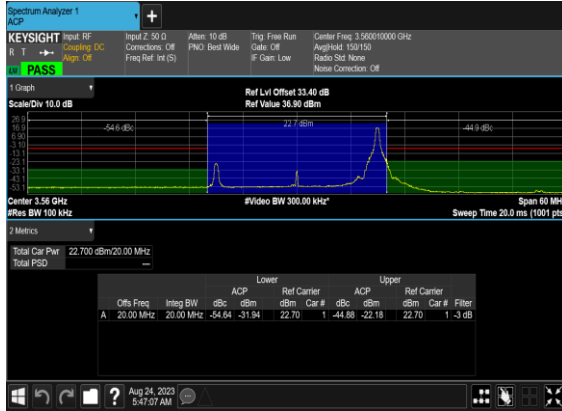 Spectrum Analyzer 1
ACP
+
KEYSIGHT
R T
PASS
Input: RF
Coupling: DC
Align: Off
Input Z: 50 Ω
Corrections: Off
Freq Ref: Int (S)
Atten: 10 dB
PNO: Best Wide
Trig: Free Run
Gate: Off
IF Gain: Low
Center Freq: 3.560010000 GHz
Avg|Hold: 150/150
Radio Std: None
Noise Correction: Off
1 Graph
Scale/Div 10.0 dB
Ref Lvl Offset 33.40 dB
Ref Value 36.90 dBm
26.9
16.9
6.90
-3.10
-13.1
-23.1
-33.1
-43.1
-53.1
-54.6 dBc
22.7 dBm
-44.9 dBc
Center 3.56 GHz
#Res BW 100 kHz
#Video BW 300.00 kHz*
Span 60 MH
Sweep Time 20.0 ms (1001 pts
2 Metrics
Total Car Pwr 22.700 dBm/20.00 MHz
Total PSD —
Lower Upper
ACP Ref Carrier ACP Ref Carrier
Offs Freq Integ BW dBc dBm dBm Car # dBc dBm dBm Car # Filter
A 20.00 MHz 20.00 MHz -54.64 -31.94 22.70 1 -44.88 -22.18 22.70 1 -3 dB
?
Aug 24, 2023
5:47:07 AM